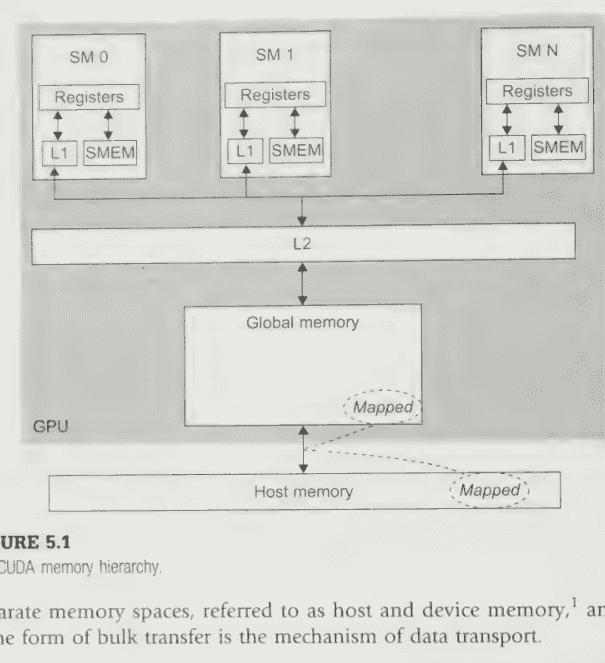 SM 0
SM 1
SM N
Registers
Registers
Registers
L1 SMEM
L1 SMEM
L1 SMEM
L2
Global memory
Mapped
GPU
Host memory
Mapped
URE 5.1
CUDA memory hierarchy.
arate memory spaces, referred to as host and device memory,1 an
ne form of bulk transfer is the mechanism of data transport.